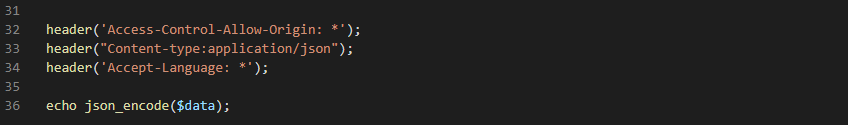 31
32 header('Access-Control-Allow-Origin: *');
33 header("Content-type:application/json");
34 header('Accept-Language: *');
35
36 echo json_encode($data);